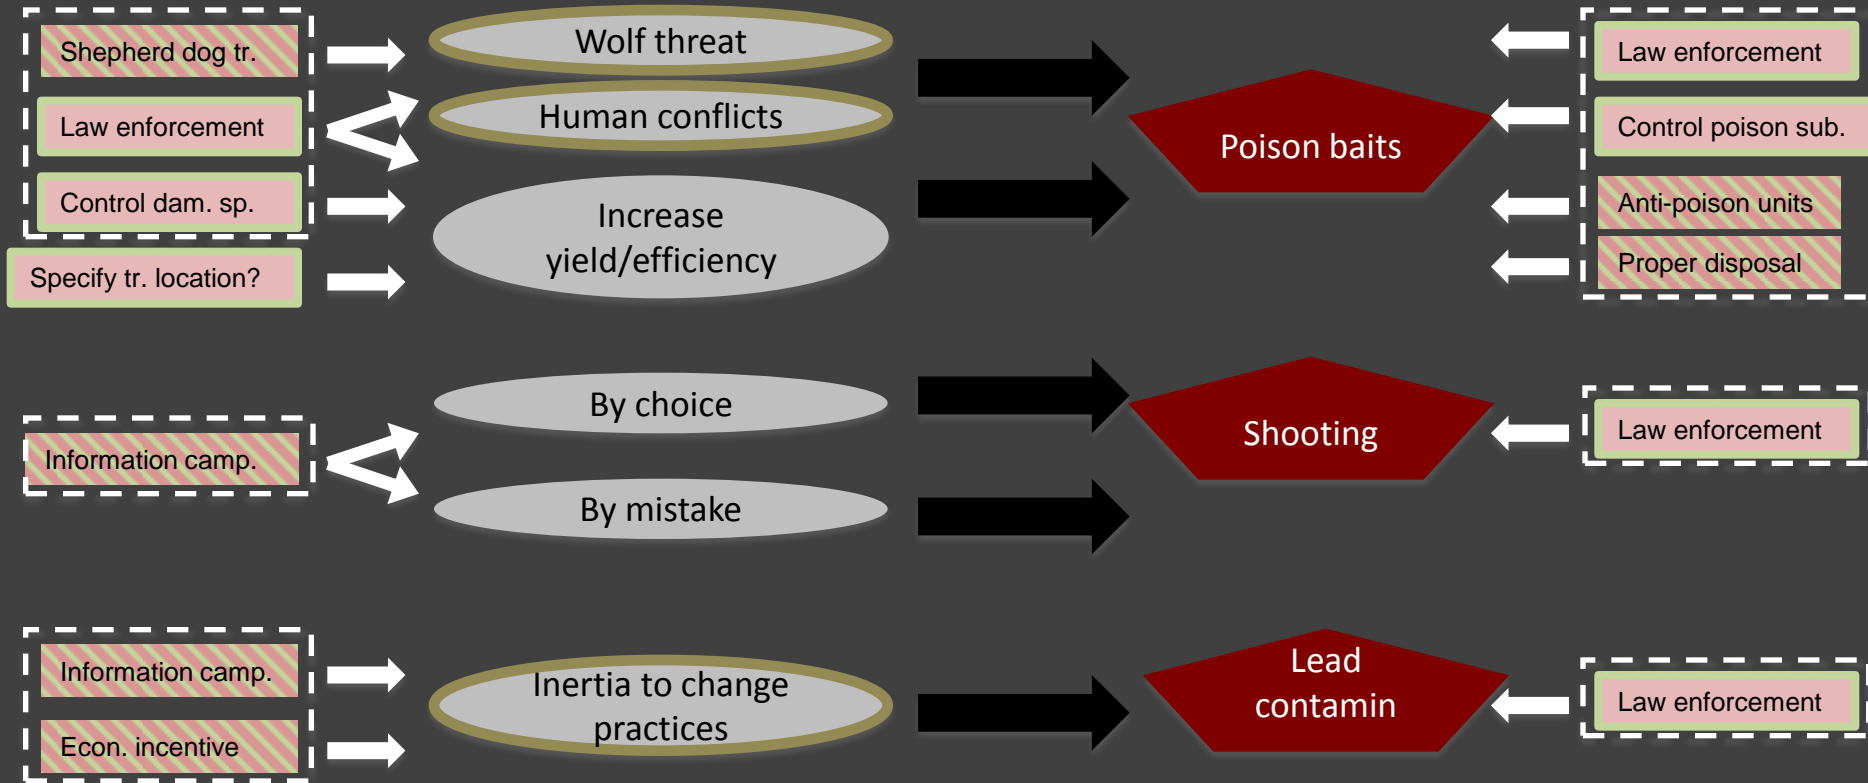 Shepherd dog tr.
Law enforcement
Control dam. sp.
Specify tr. location?
Wolf threat
Human conflicts
Increase
yield/efficiency
Poison baits
Law enforcement
Control poison sub.
Anti-poison units
Proper disposal
Information camp.
By choice
By mistake
Shooting
Law enforcement
Information camp.
Econ. incentive
Inertia to change
practices
Lead
contamin
Law enforcement